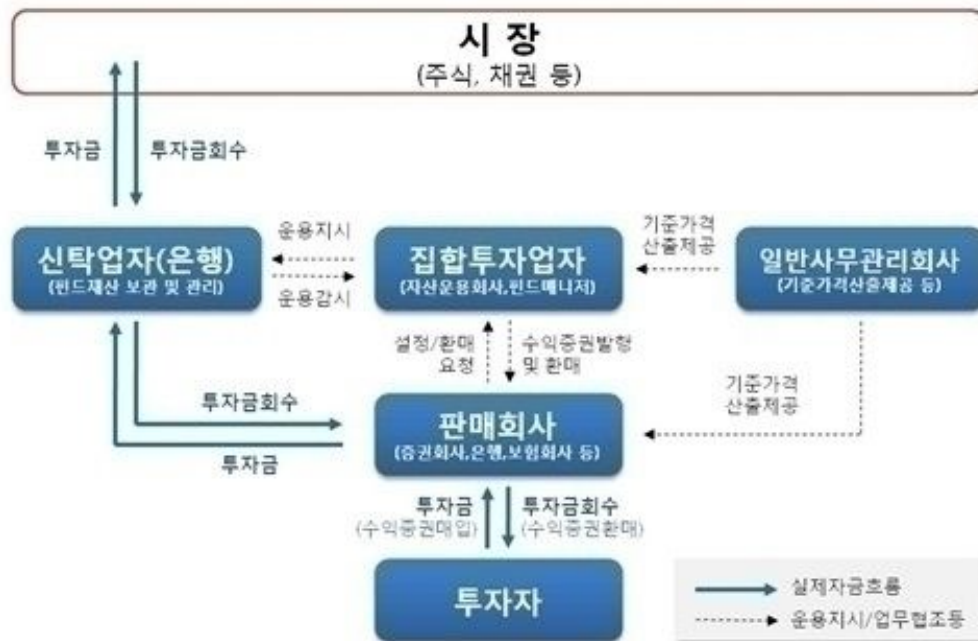 시 장
(주식, 채권 등)
투자금
투자금회수
신탁업자(은행)
(펀드재산 보관 및 관리)
운용지시
운용감시
집합투자업자
(자산운용회사,펀드매니저)
기준가격
산출제공
일반사무관리회사
(기준가격산출제공 등)
설정/환매
요청
수익증권발행
및 환매
기준가격
산출제공
투자금회수
투자금
판매회사
(증권회사,은행,보험회사 등)
투자금
(수익증권매입)
투자금회수
(수익증권환매)
투자자
실제자금흐름
운용지시/업무협조등